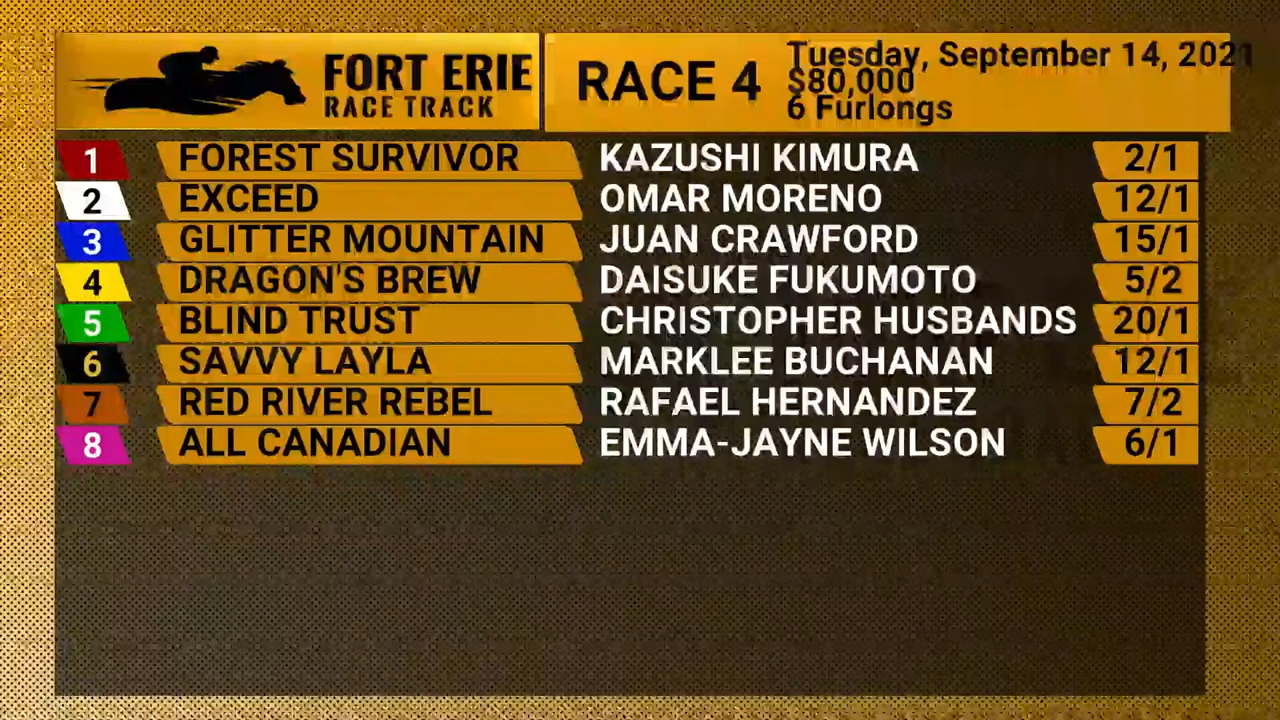 FORT ERIE
RACE TRACK
RACE 4
Tuesday, September 14, 2021
$80,000
6 Furlongs
1 FOREST SURVIVOR KAZUSHI KIMURA 2/1
2 EXCEED OMAR MORENO 12/1
3 GLITTER MOUNTAIN JUAN CRAWFORD 15/1
4 DRAGON'S BREW DAISUKE FUKUMOTO 5/2
5 BLIND TRUST CHRISTOPHER HUSBANDS 20/1
6 SAVVY LAYLA MARKLEE BUCHANAN 12/1
7 RED RIVER REBEL RAFAEL HERNANDEZ 7/2
8 ALL CANADIAN EMMA-JAYNE WILSON 6/1